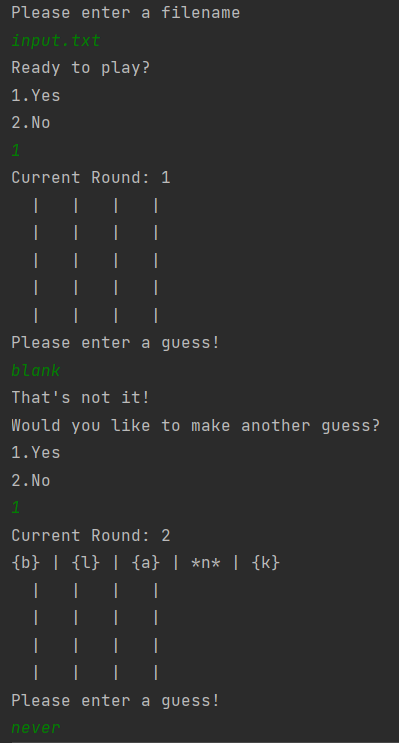 Please enter a filename
input.txt
Ready to play?
1.Yes
2.No
1
Current Round: 1
  |   |   |   |
  |   |   |   |
  |   |   |   |
  |   |   |   |
  |   |   |   |
Please enter a guess!
blank
That's not it!
Would you like to make another guess?
1.Yes
2.No
1
Current Round: 2
{b} | {l} | {a} | *n* | {k}
  |   |   |   |
  |   |   |   |
  |   |   |   |
  |   |   |   |
Please enter a guess!
never